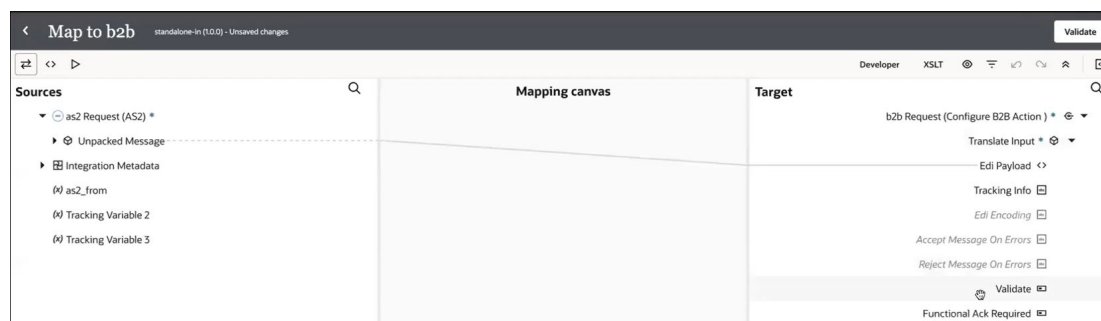 Map to b2b standalone-in (1.0.0) - Unsaved changes Validate
Developer XSLT
Sources Mapping canvas Target
as2 Request (AS2) * b2b Request (Configure B2B Action ) *
Unpacked Message Translate Input *
Integration Metadata Edi Payload
(x) as2_from Tracking Info
(x) Tracking Variable 2 Edi Encoding
(x) Tracking Variable 3 Accept Message On Errors
Reject Message On Errors
Validate
Functional Ack Required